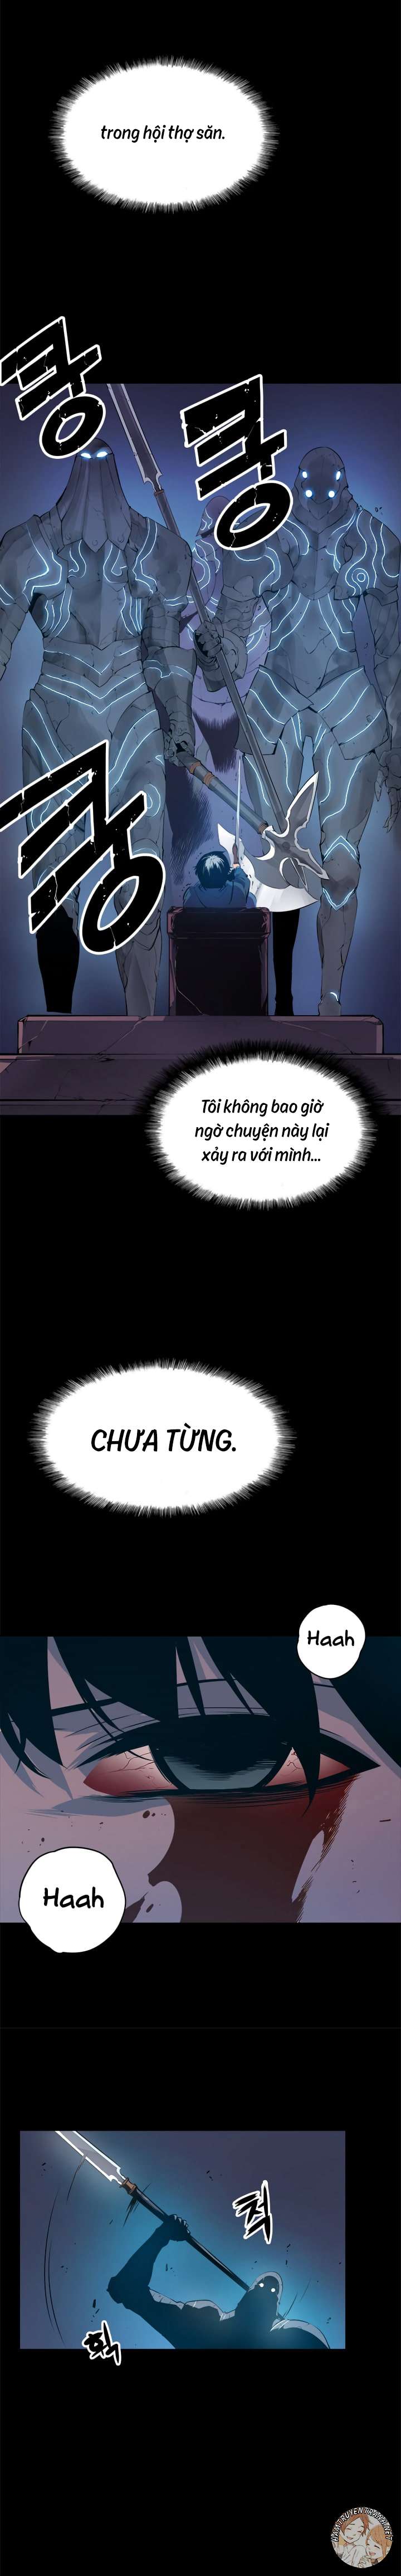 trong hội thợ săn.
쿵
쿵
쿵
Tôi không bao giờ
ngờ chuyện này lại
xảy ra với mình...
CHƯA TỪNG.
Haah
Haah
척
휙